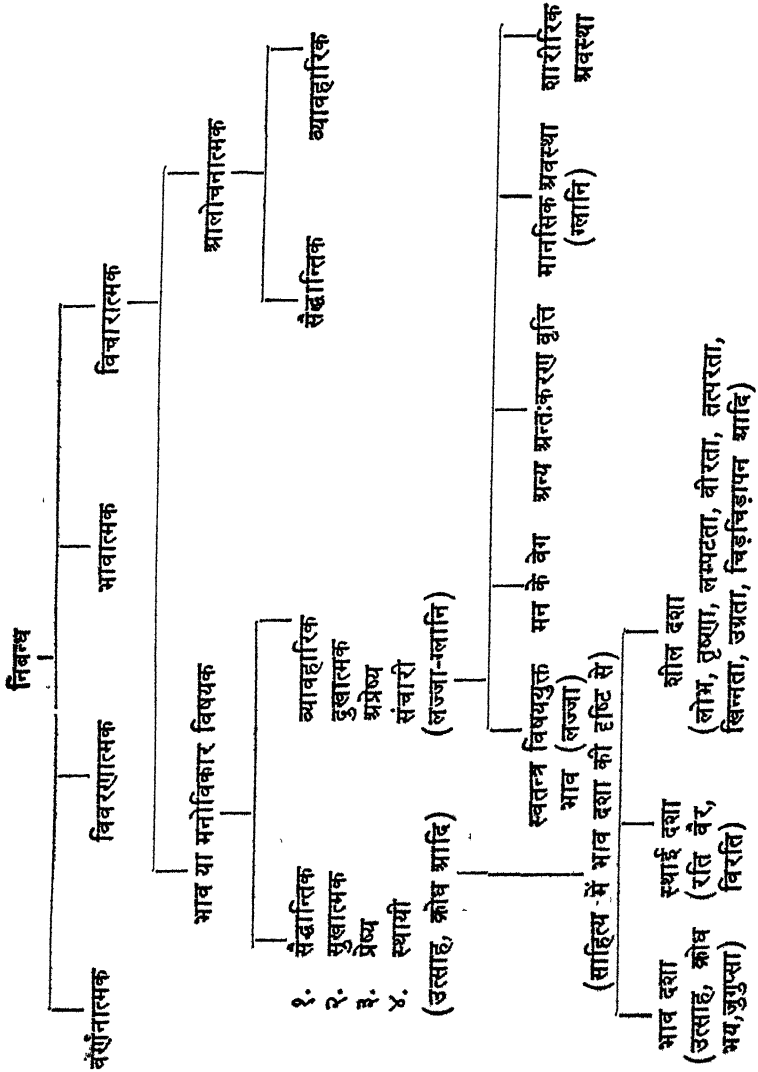 निबन्ध
वर्णनात्मक विवरणात्मक भावात्मक विचारात्मक
भाव या मनोविकार विषयक आलोचनात्मक
सैद्धान्तिक व्यावहारिक
१. सैद्धान्तिक व्यावहारिक
२. सुखात्मक दुखात्मक
३. प्रेष्य अप्रेष्य
४. स्थायी संचारी
(उत्साह, क्रोध आदि) (लज्जा-ग्लानि)
स्वतन्त्र विषययुक्त मन के वेग अन्य अन्तःकरण वृत्ति मानसिक अवस्था शारीरिक
भाव (लज्जा) (ग्लानि) अवस्था
(साहित्य में भाव दशा की दृष्टि से)
भाव दशा स्थाई दशा शील दशा
(उत्साह, क्रोध (रति वैर, (लोभ, तृष्णा, लम्पटता, वीरता, तत्परता,
भय,जुगुप्सा) विरति) खिन्नता, उग्रता, चिड़चिड़ापन आदि)